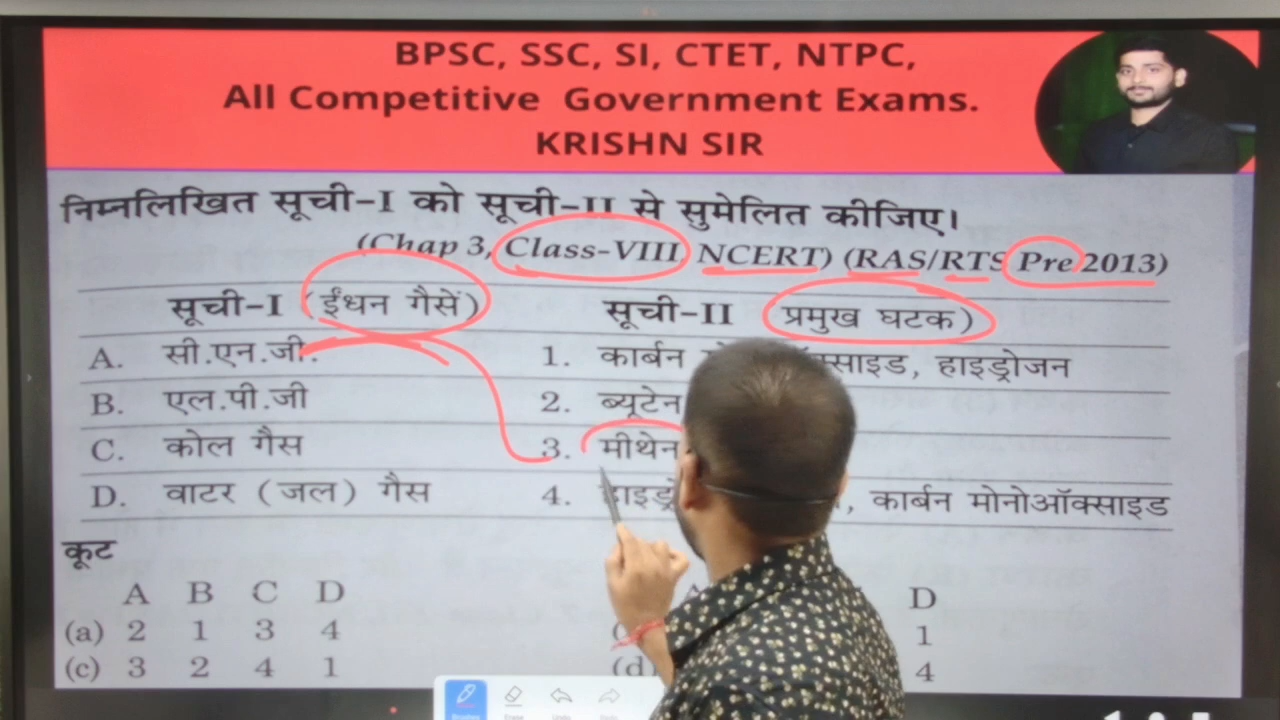 BPSC, SSC, SI, CTET, NTPC,
All Competitive Government Exams.
KRISHN SIR
निम्नलिखित सूची-I को सूची-II से सुमेलित कीजिए।
(Chap 3, Class-VIII, NCERT) (RAS/RTS Pre 2013)
सूची-I (ईंधन गैसें) सूची-II (प्रमुख घटक)
A. सी.एन.जी. 1. कार्बन हाइड्रोजन
B. एल.पी.जी 2. ब्यूटेन
C. कोल गैस 3. मीथेन
D. वाटर (जल) गैस 4. , कार्बन मोनोऑक्साइड
कूट
A B C D D
(a) 2 1 3 4 1
(c) 3 2 4 1 (d) 4